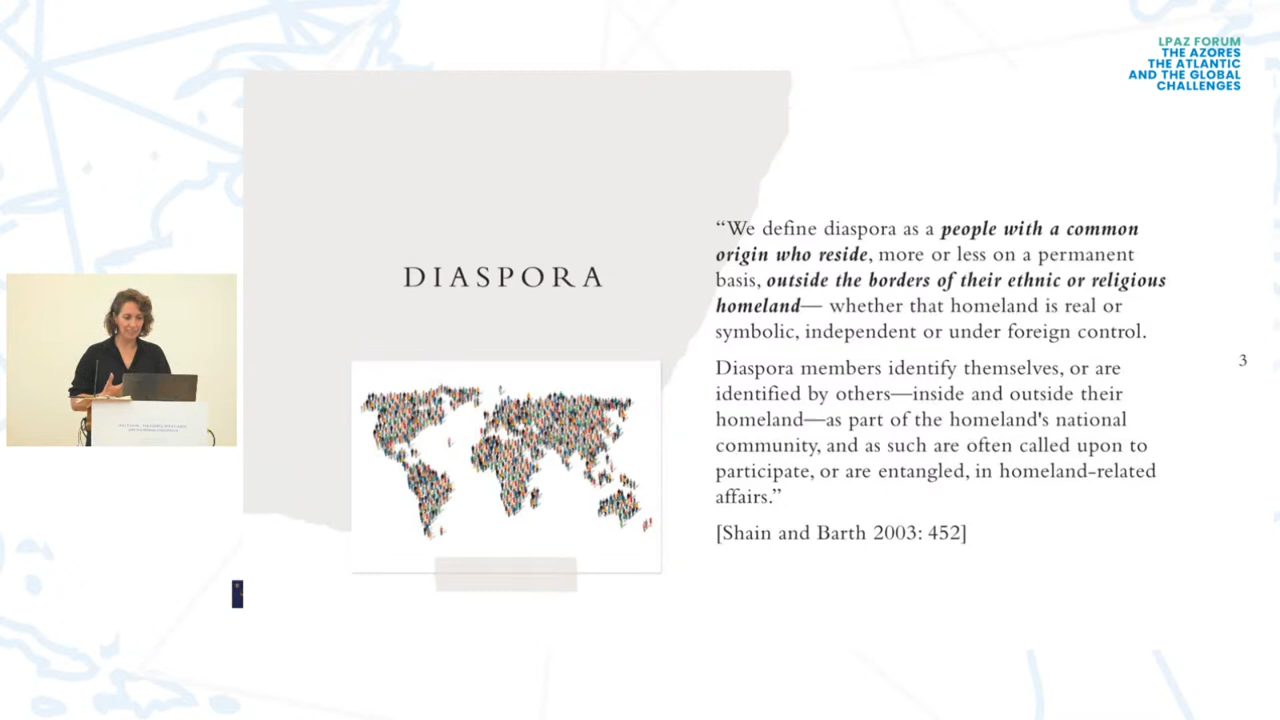 LPAZ FORUM
THE AZORES
THE ATLANTIC
AND THE GLOBAL
CHALLENGES
DIASPORA
“We define diaspora as a people with a common
origin who reside, more or less on a permanent
basis, outside the borders of their ethnic or religious
homeland— whether that homeland is real or
symbolic, independent or under foreign control.
Diaspora members identify themselves, or are
identified by others—inside and outside their
homeland—as part of the homeland's national
community, and as such are often called upon to
participate, or are entangled, in homeland-related
affairs.”
[Shain and Barth 2003: 452]
3